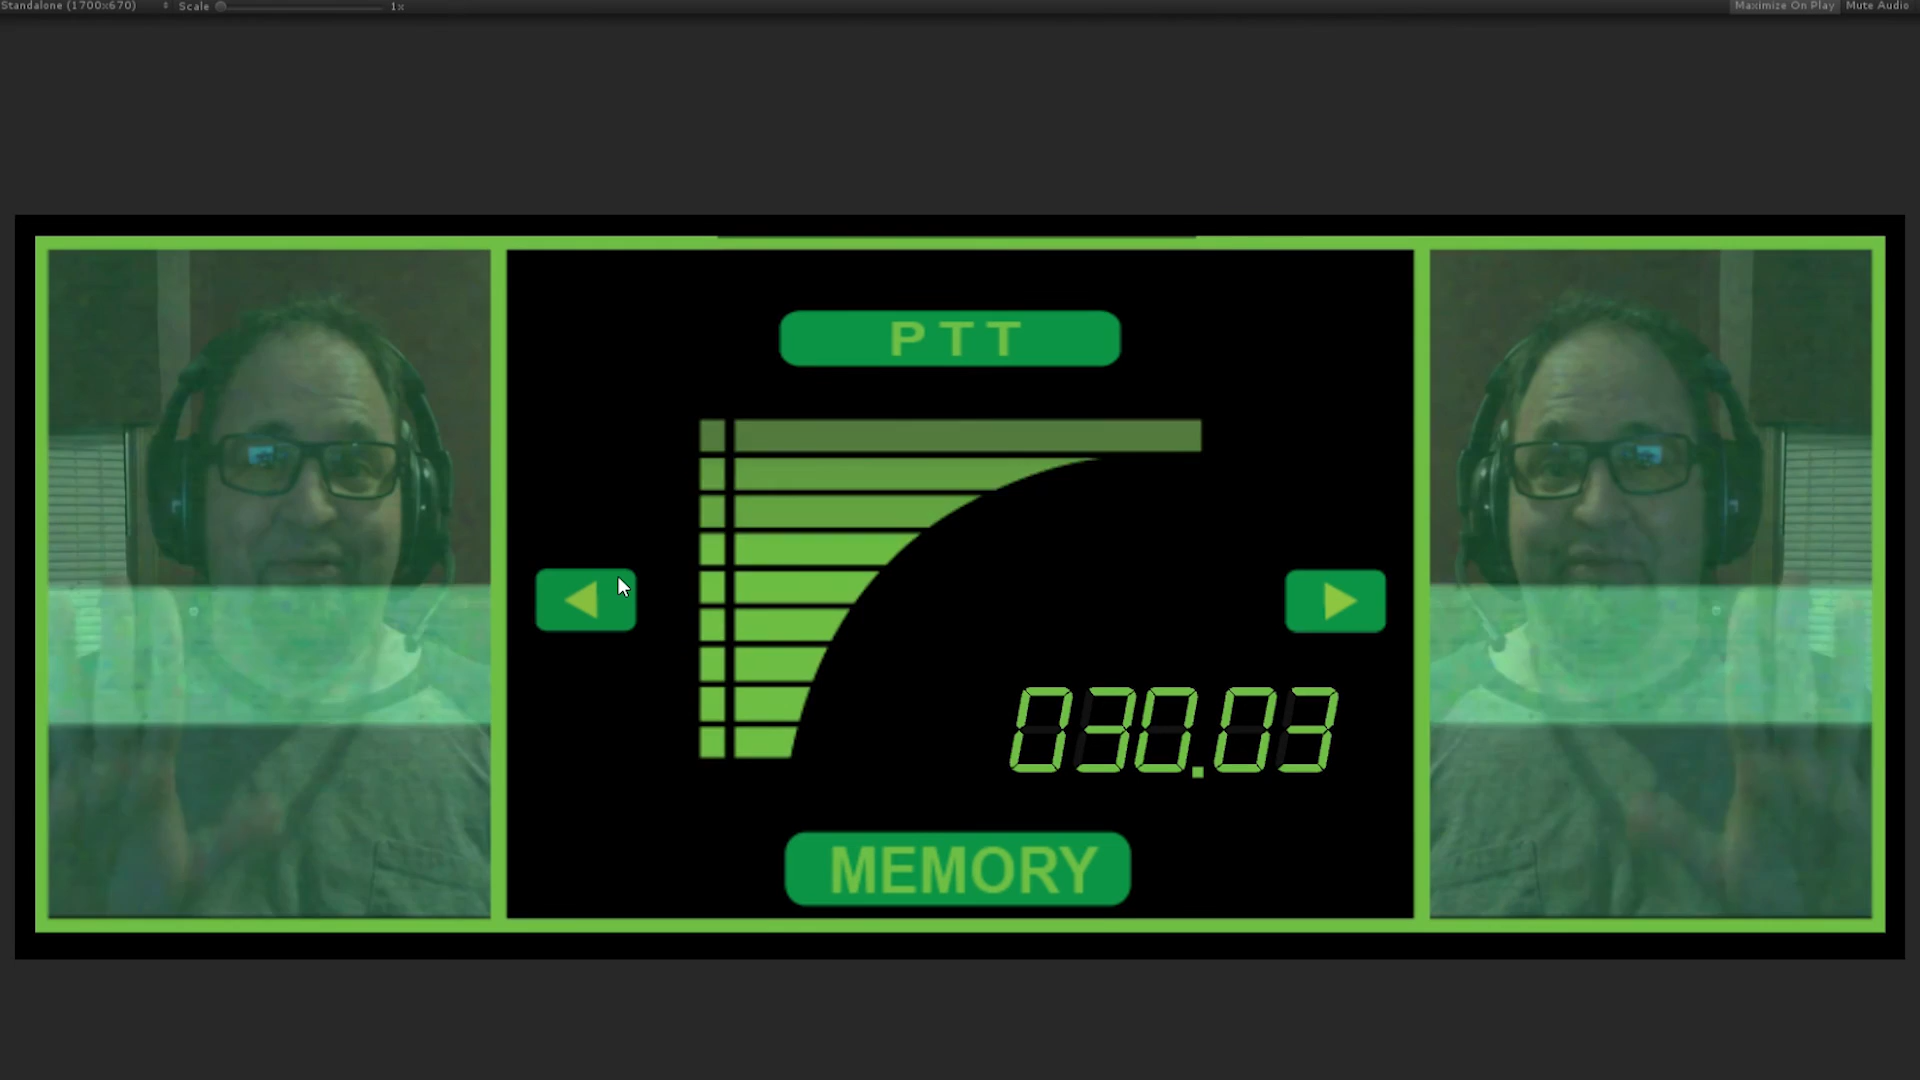 Standalone (1700x670) Scale 1x Maximize On Play Mute Audio
PTT
030.03
MEMORY